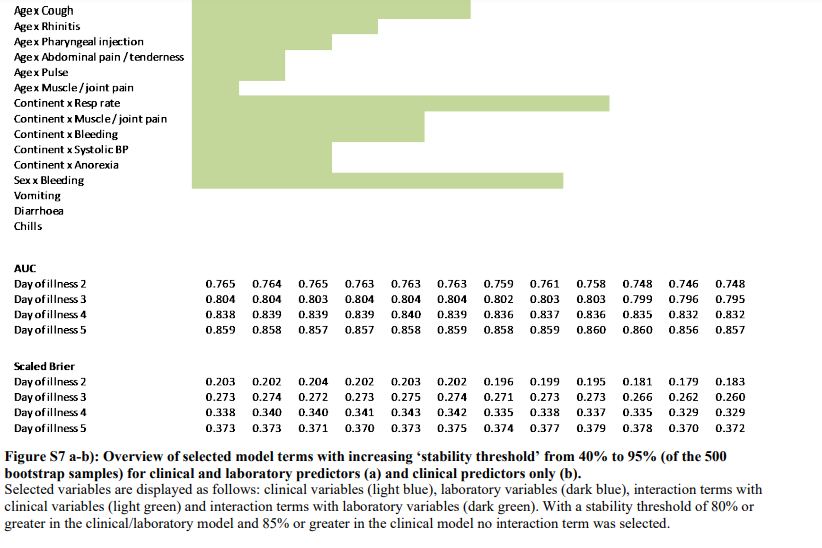 Age x Cough
Age x Rhinitis
Age x Pharyngeal injection
Age x Abdominal pain / tenderness
Age x Pulse
Age x Muscle / joint pain
Continent x Resp rate
Continent x Muscle / joint pain
Continent x Bleeding
Continent x Systolic BP
Continent x Anorexia
Sex x Bleeding
Vomiting
Diarrhoea
Chills
AUC
Day of illness 2 0.765 0.764 0.765 0.763 0.763 0.763 0.759 0.761 0.758 0.748 0.746 0.748
Day of illness 3 0.804 0.804 0.803 0.804 0.804 0.804 0.802 0.803 0.803 0.799 0.796 0.795
Day of illness 4 0.838 0.839 0.839 0.839 0.840 0.839 0.836 0.837 0.836 0.835 0.832 0.832
Day of illness 5 0.859 0.858 0.857 0.857 0.858 0.859 0.858 0.859 0.860 0.860 0.856 0.857
Scaled Brier
Day of illness 2 0.203 0.202 0.204 0.202 0.203 0.202 0.196 0.199 0.195 0.181 0.179 0.183
Day of illness 3 0.273 0.274 0.272 0.273 0.275 0.274 0.271 0.273 0.273 0.266 0.262 0.260
Day of illness 4 0.338 0.340 0.340 0.341 0.343 0.342 0.335 0.338 0.337 0.335 0.329 0.329
Day of illness 5 0.373 0.373 0.371 0.370 0.373 0.375 0.374 0.377 0.379 0.378 0.370 0.372
Figure S7 a-b): Overview of selected model terms with increasing ‘stability threshold’ from 40% to 95% (of the 500
bootstrap samples) for clinical and laboratory predictors (a) and clinical predictors only (b).
Selected variables are displayed as follows: clinical variables (light blue), laboratory variables (dark blue), interaction terms with
clinical variables (light green) and interaction terms with laboratory variables (dark green). With a stability threshold of 80% or
greater in the clinical/laboratory model and 85% or greater in the clinical model no interaction term was selected.